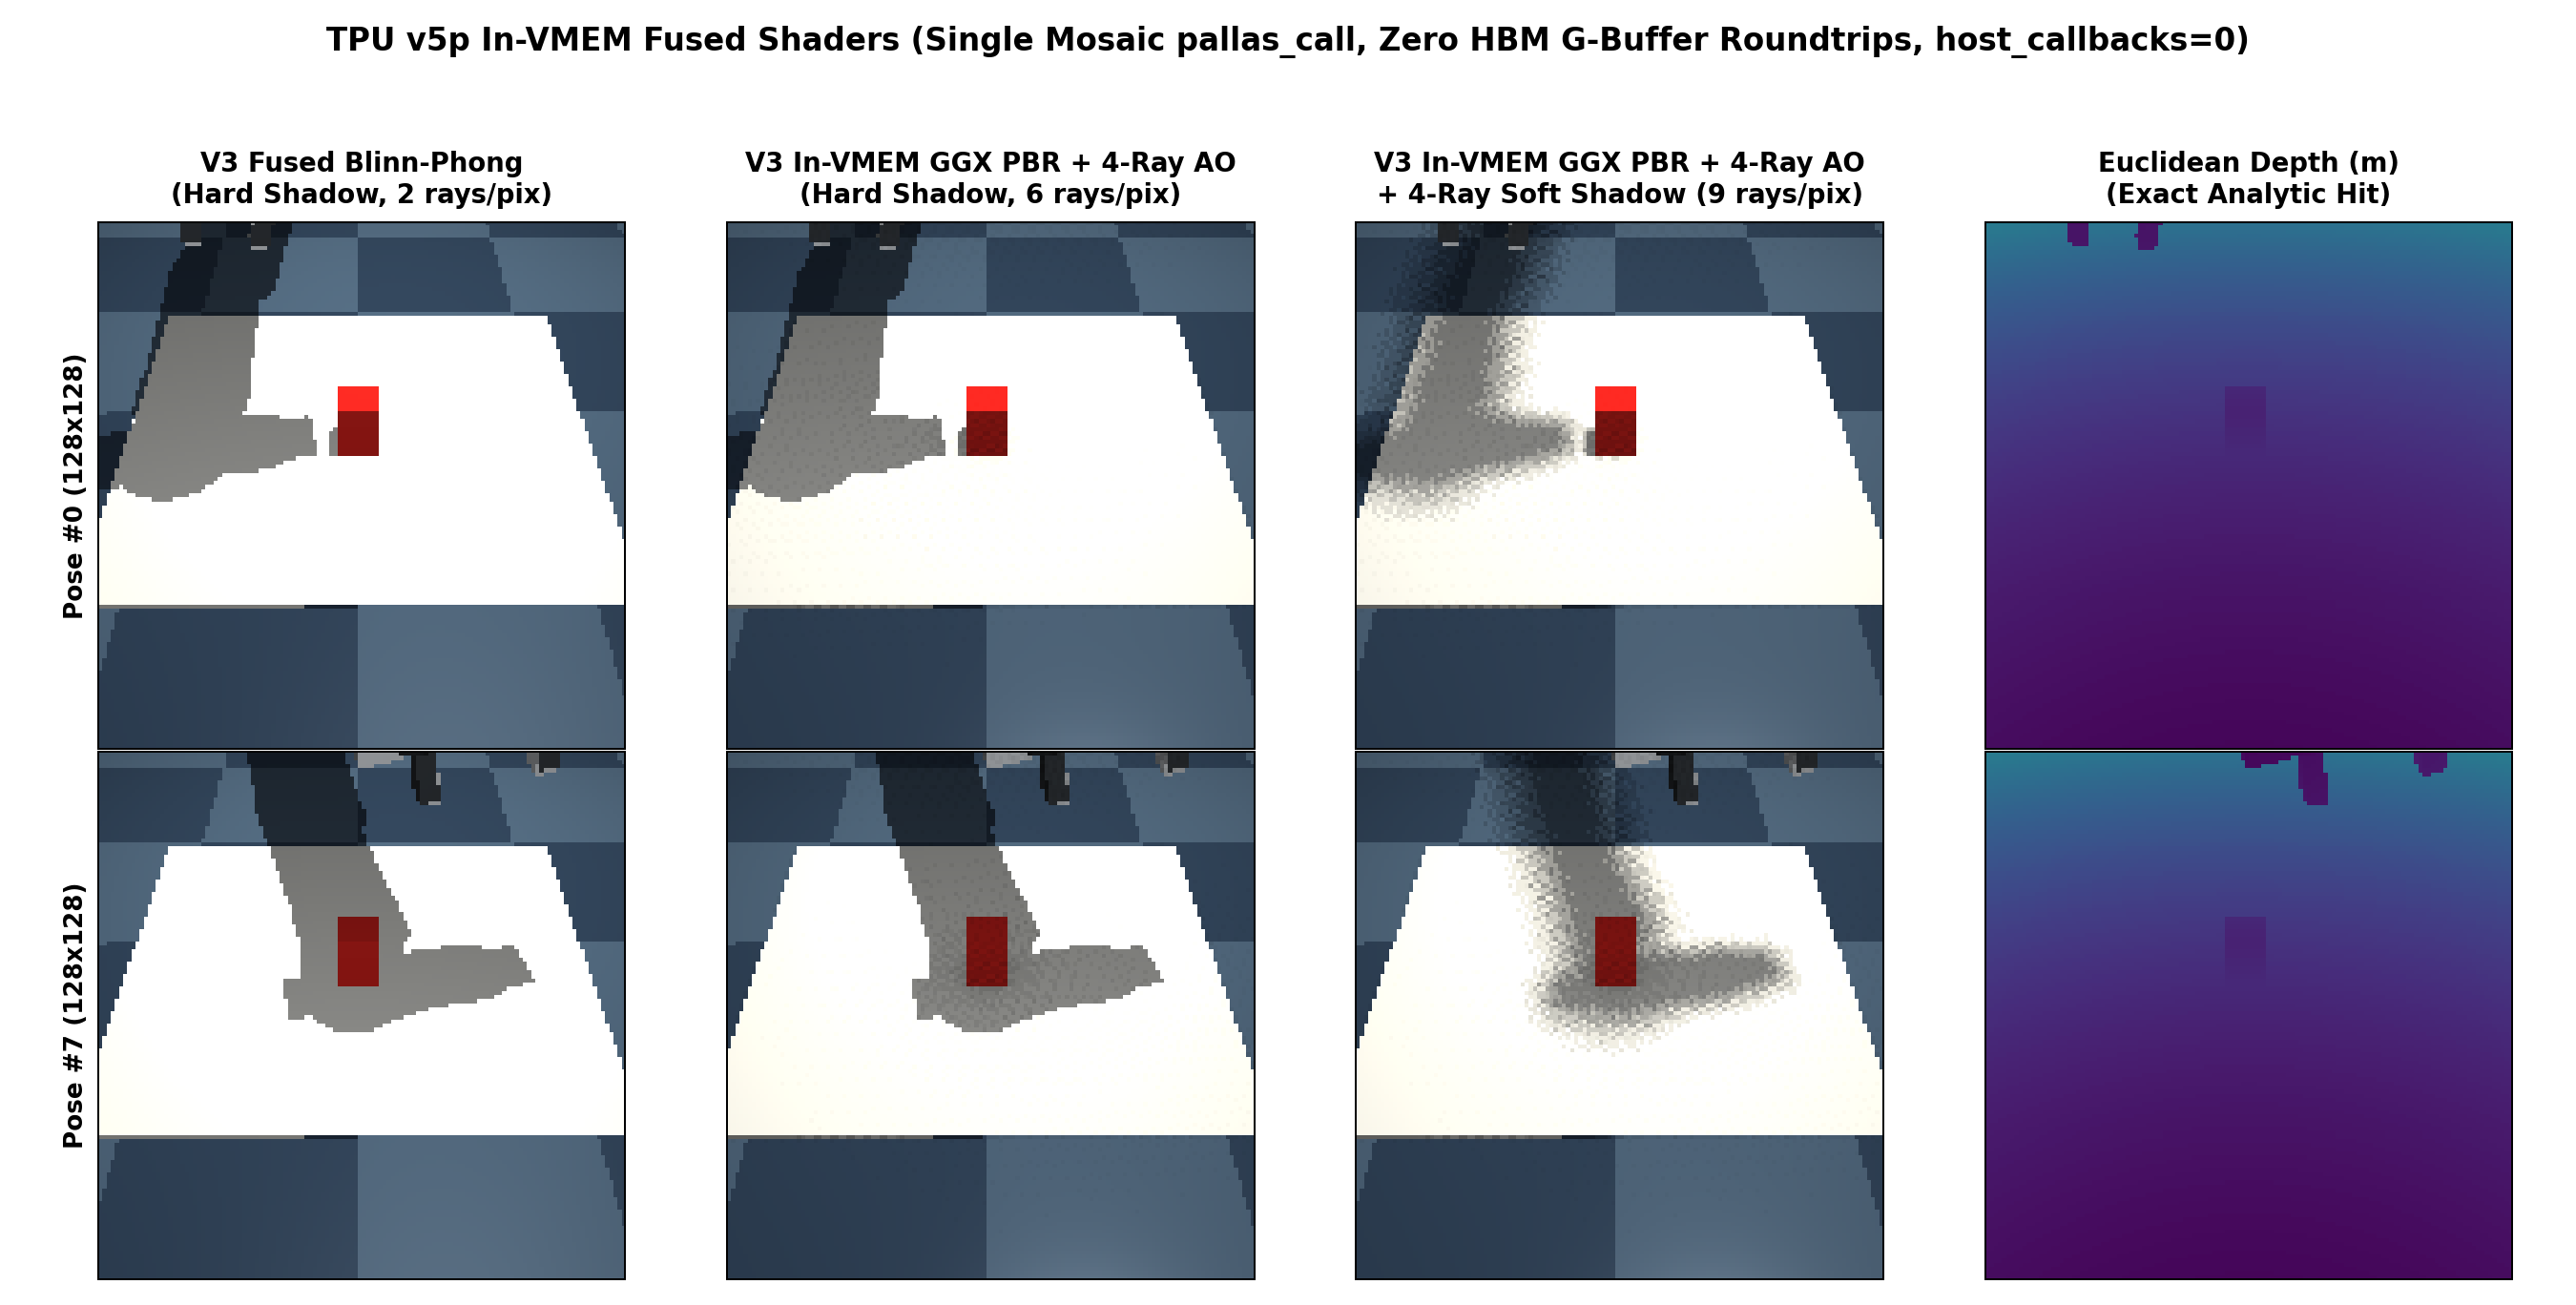 TPU v5p In-VMEM Fused Shaders (Single Mosaic pallas_call, Zero HBM G-Buffer Roundtrips, host_callbacks=0)
V3 Fused Blinn-Phong
(Hard Shadow, 2 rays/pix)
V3 In-VMEM GGX PBR + 4-Ray AO
(Hard Shadow, 6 rays/pix)
V3 In-VMEM GGX PBR + 4-Ray AO
+ 4-Ray Soft Shadow (9 rays/pix)
Euclidean Depth (m)
(Exact Analytic Hit)
Pose #0 (128x128)
Pose #7 (128x128)